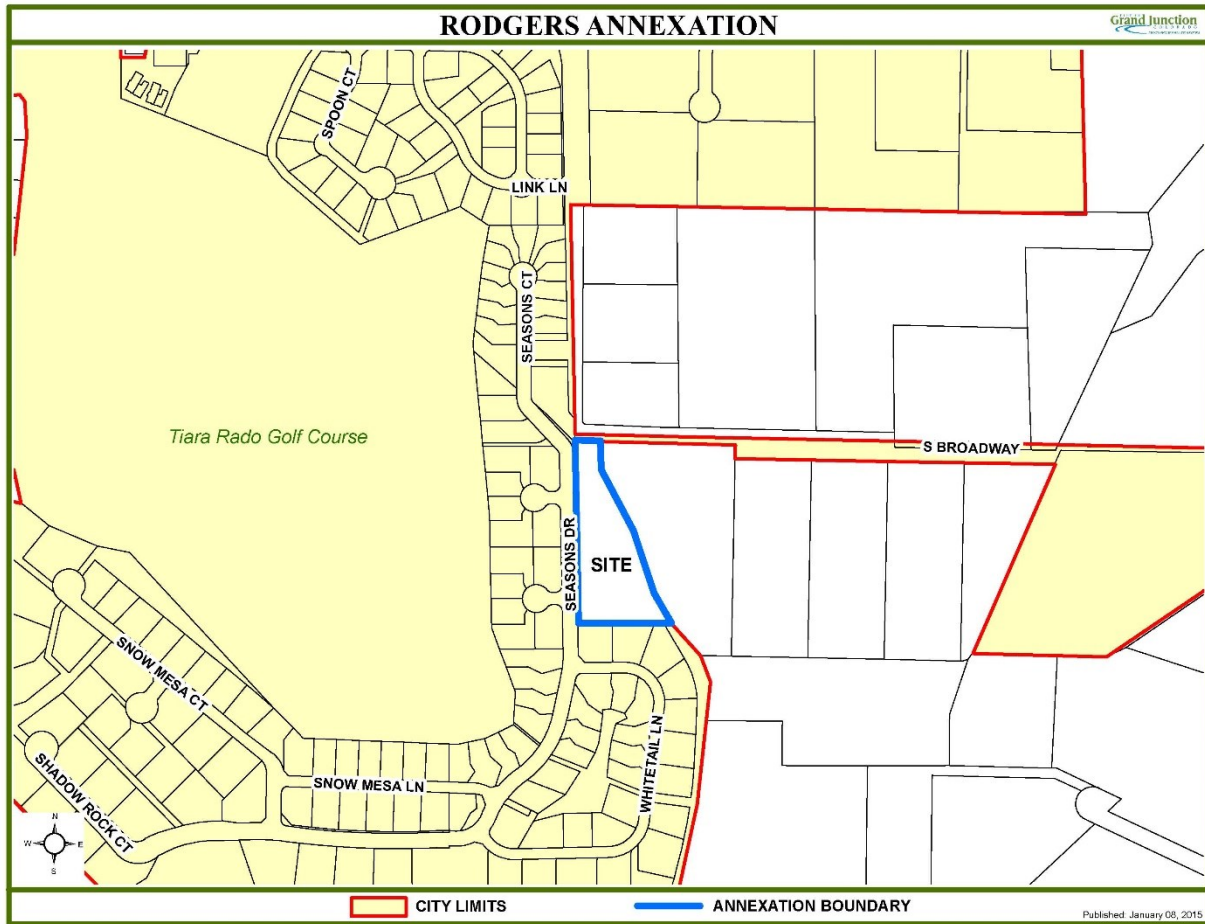 RODGERS ANNEXATION
Grand Junction
COLORADO
SPOON CT
LINK LN
SEASONS CT
Tiara Rado Golf Course
S BROADWAY
SEASONS DR
SITE
SNOW MESA CT
WHITETAIL LN
SNOW MESA LN
SHADOW ROCK CT
N
W
E
S
CITY LIMITS
ANNEXATION BOUNDARY
Published: January 08, 2015